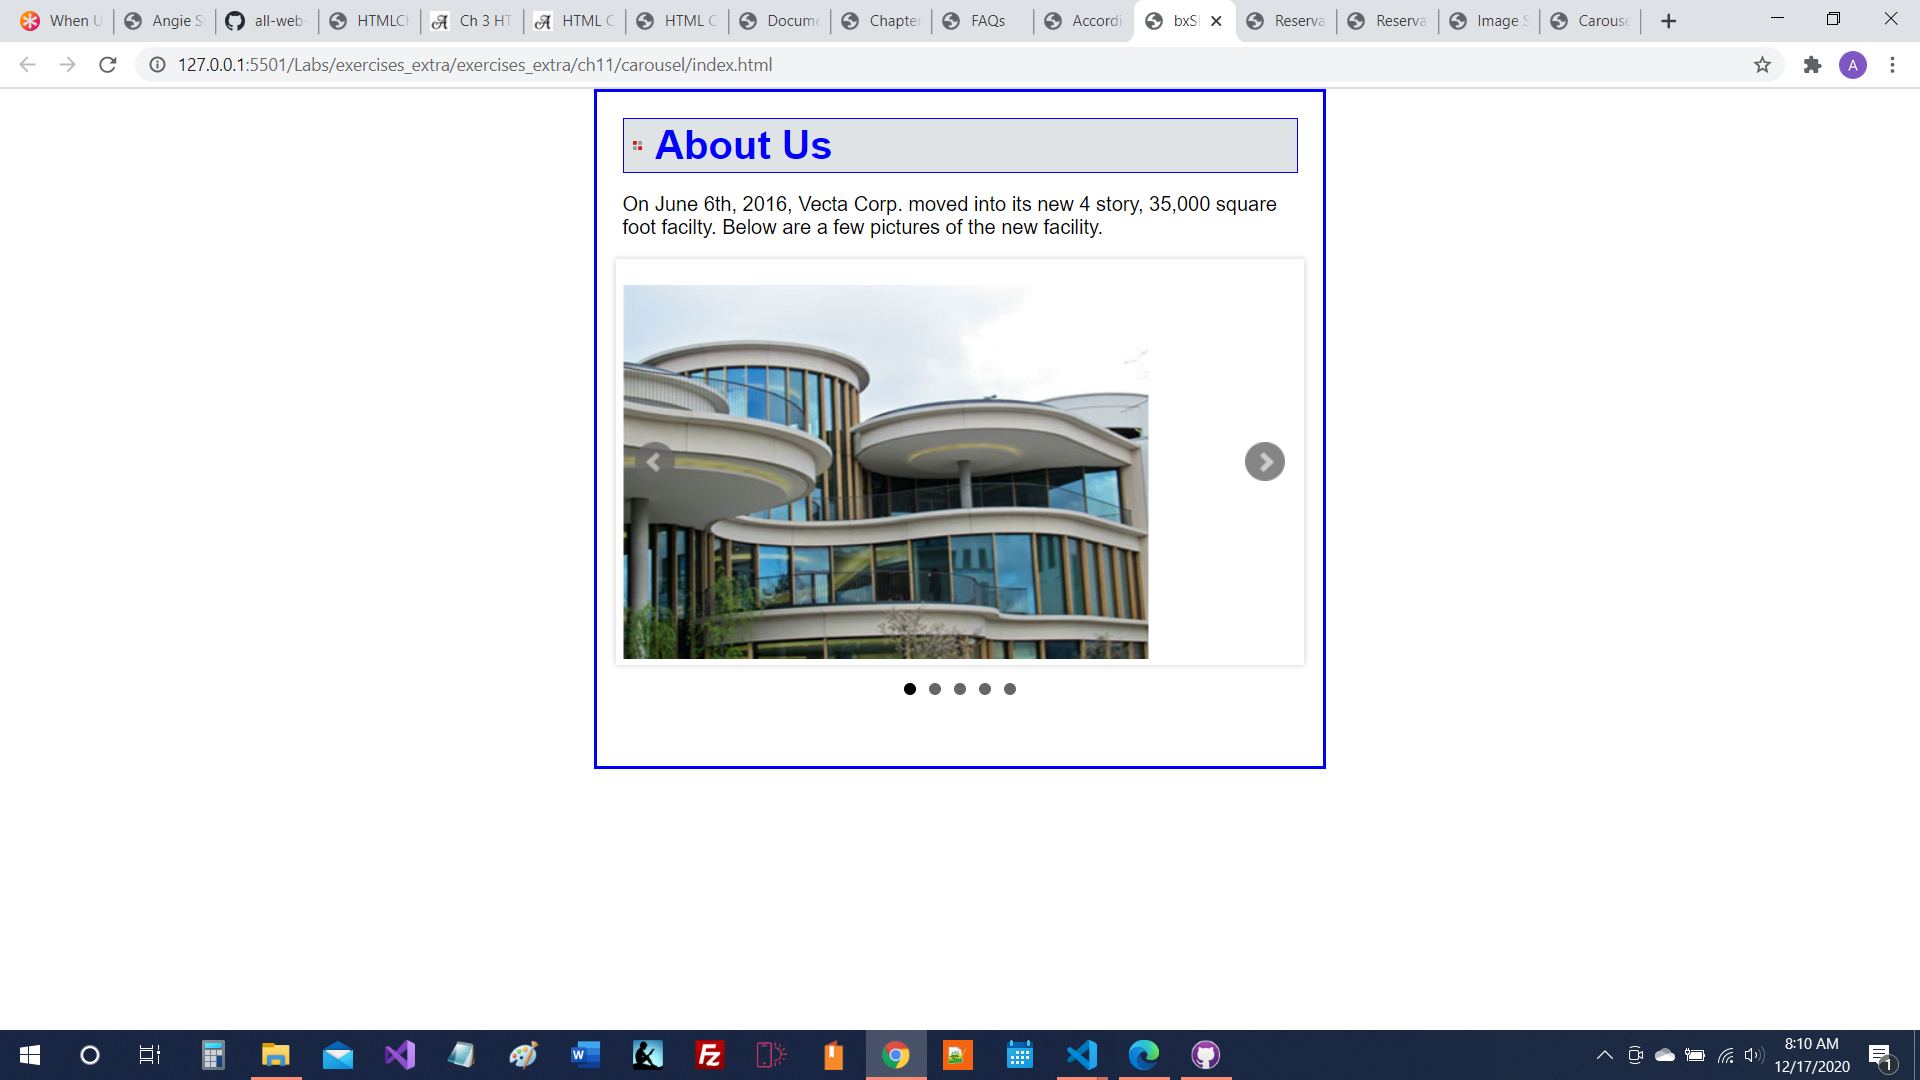 When U
Angie S
all-web-
HTMLCh
Ch 3 HT
HTML C
HTML C
Docume
Chapter
FAQs
Accordi
bxSl
Reserva
Reserva
Image S
Carouse
127.0.0.1:5501/Labs/exercises_extra/exercises_extra/ch11/carousel/index.html
A
About Us
On June 6th, 2016, Vecta Corp. moved into its new 4 story, 35,000 square
foot facilty. Below are a few pictures of the new facility.
8:10 AM
12/17/2020
1